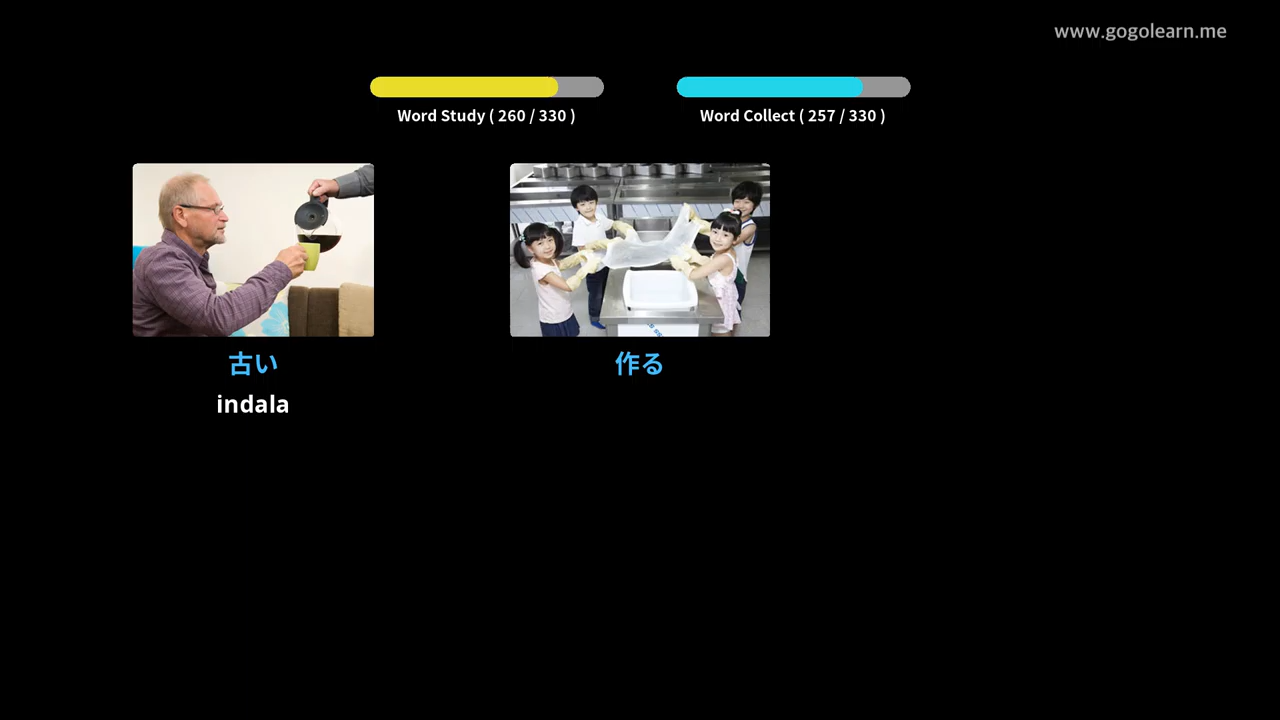 www.gogolearn.me
Word Study ( 260 / 330 )
Word Collect ( 257 / 330 )
古い
indala
作る